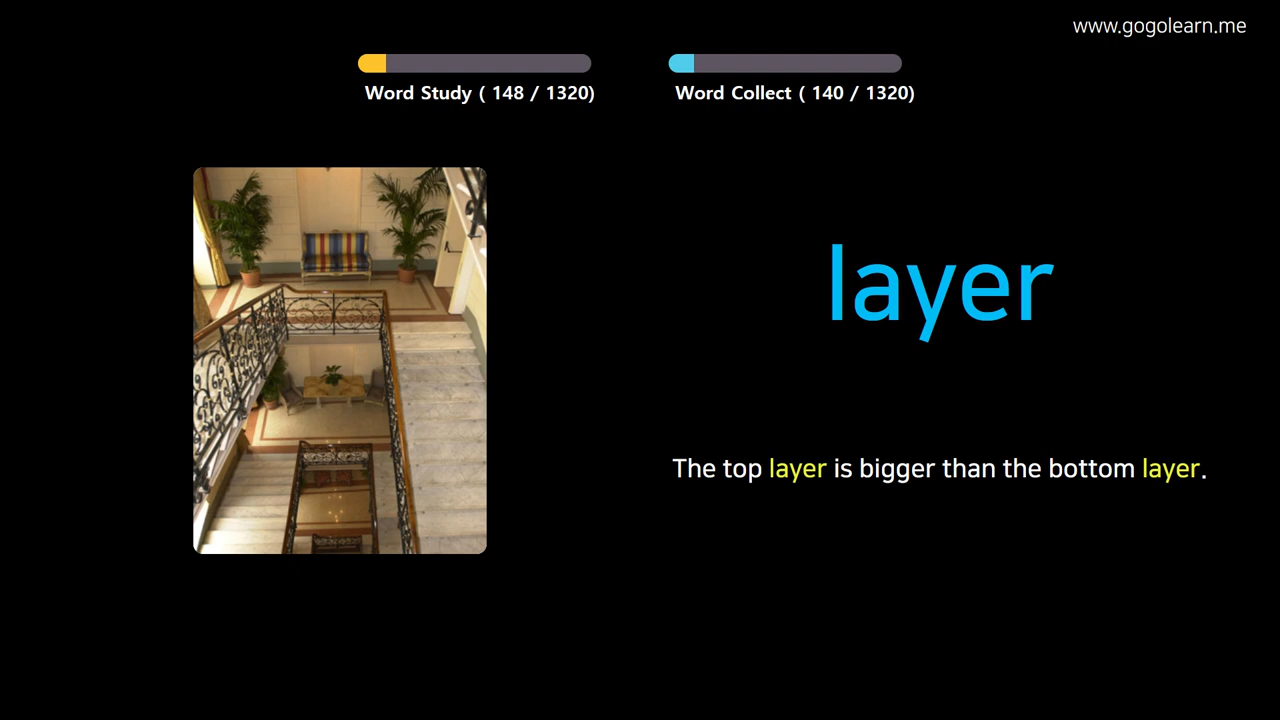 www.gogolearn.me
Word Study ( 148 / 1320)
Word Collect ( 140 / 1320)
layer
The top layer is bigger than the bottom layer.